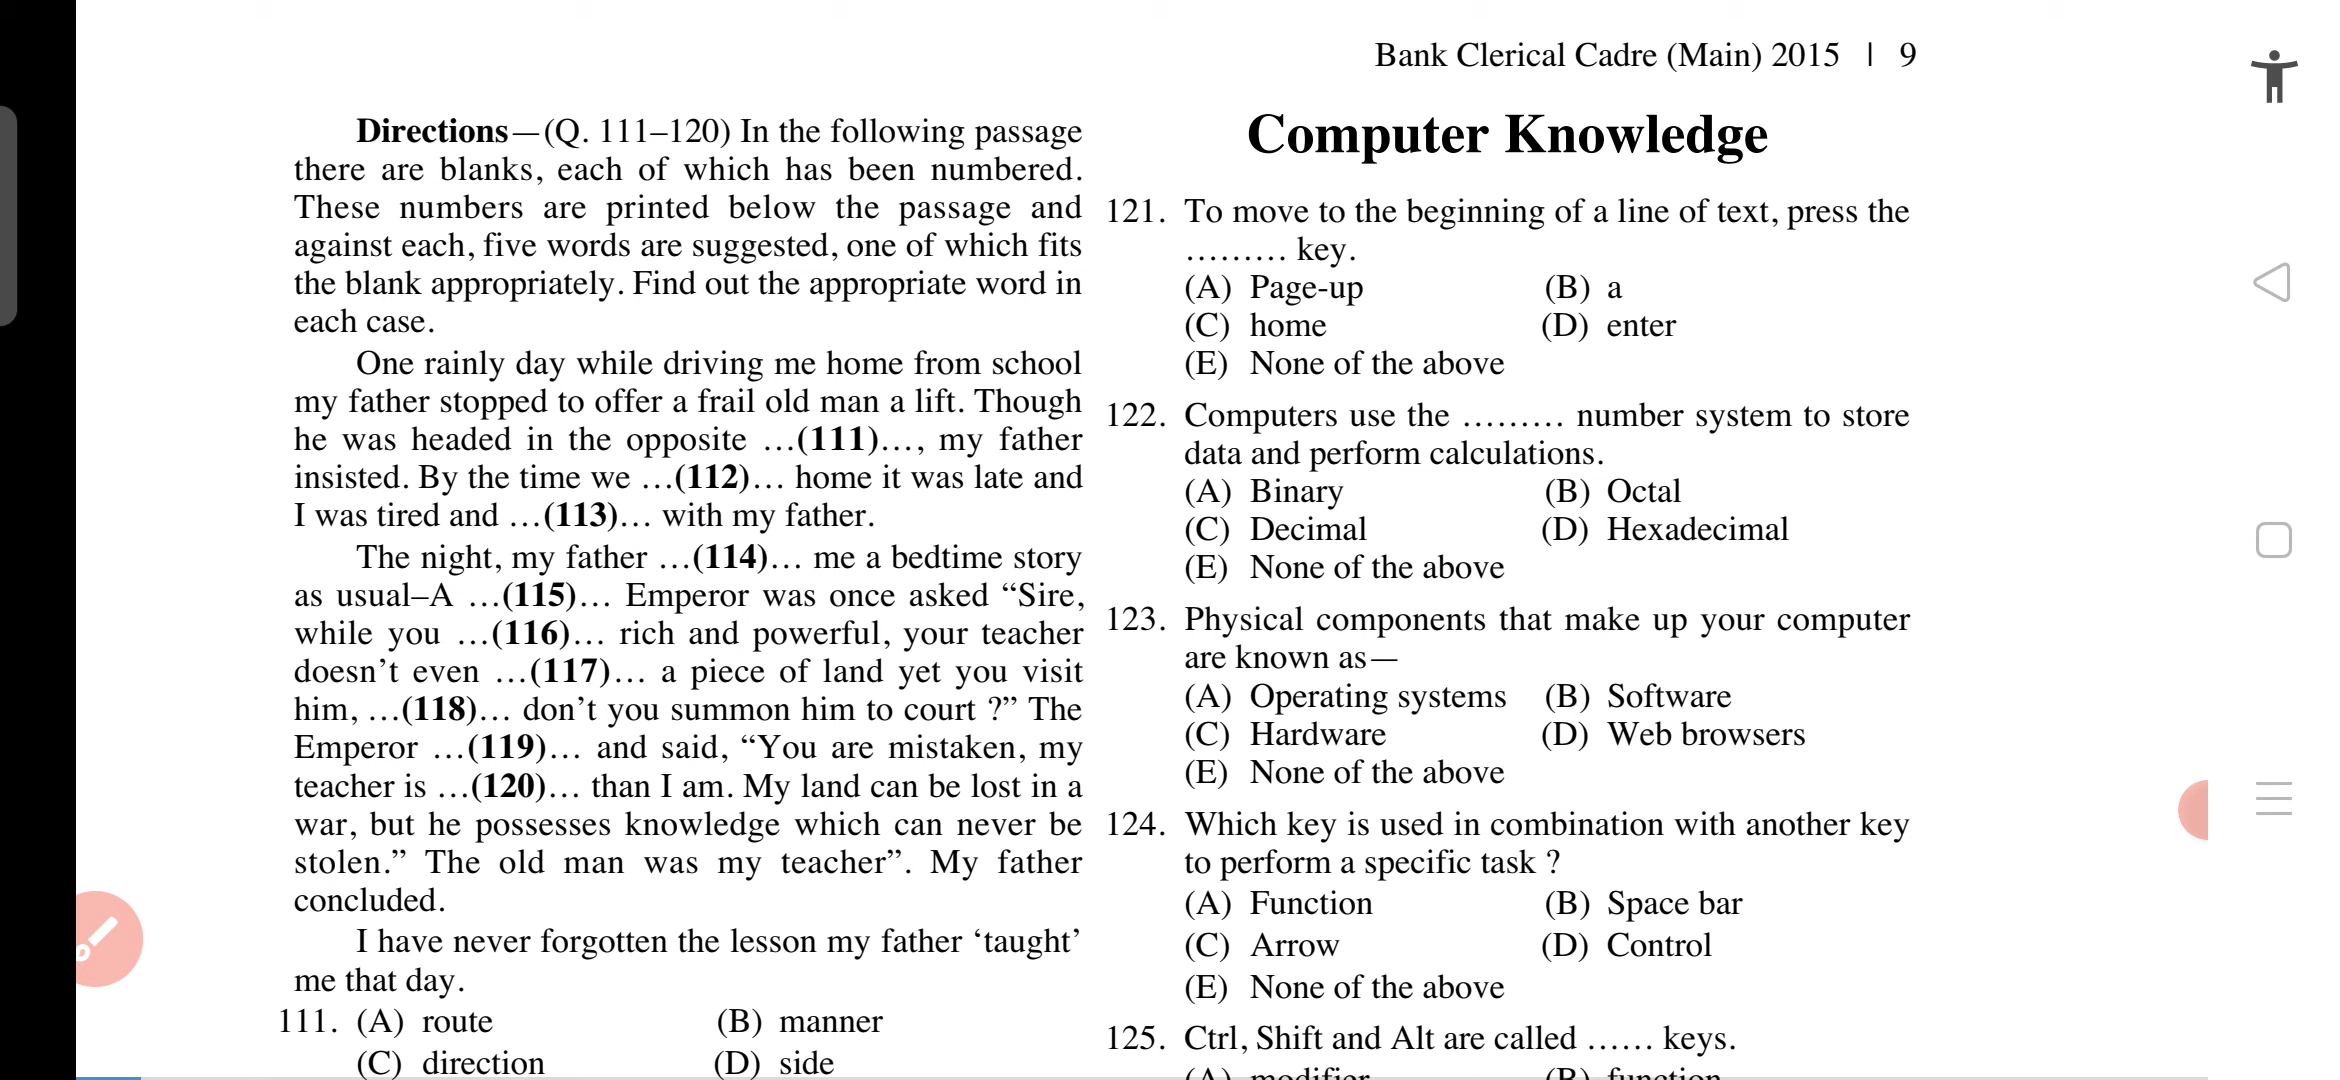 Bank Clerical Cadre (Main) 2015 | 9
Directions—(Q. 111–120) In the following passage
there are blanks, each of which has been numbered.
These numbers are printed below the passage and
against each, five words are suggested, one of which fits
the blank appropriately. Find out the appropriate word in
each case.
One rainly day while driving me home from school
my father stopped to offer a frail old man a lift. Though
he was headed in the opposite …(111)…, my father
insisted. By the time we …(112)… home it was late and
I was tired and …(113)… with my father.
The night, my father …(114)… me a bedtime story
as usual–A …(115)… Emperor was once asked “Sire,
while you …(116)… rich and powerful, your teacher
doesn’t even …(117)… a piece of land yet you visit
him, …(118)… don’t you summon him to court ?” The
Emperor …(119)… and said, “You are mistaken, my
teacher is …(120)… than I am. My land can be lost in a
war, but he possesses knowledge which can never be
stolen.” The old man was my teacher”. My father
concluded.
I have never forgotten the lesson my father ‘taught’
me that day.
111. (A) route (B) manner
(C) direction (D) side
Computer Knowledge
121. To move to the beginning of a line of text, press the
……… key.
(A) Page-up (B) a
(C) home (D) enter
(E) None of the above
122. Computers use the ……… number system to store
data and perform calculations.
(A) Binary (B) Octal
(C) Decimal (D) Hexadecimal
(E) None of the above
123. Physical components that make up your computer
are known as—
(A) Operating systems (B) Software
(C) Hardware (D) Web browsers
(E) None of the above
124. Which key is used in combination with another key
to perform a specific task ?
(A) Function (B) Space bar
(C) Arrow (D) Control
(E) None of the above
125. Ctrl, Shift and Alt are called …… keys.
(A) modifier (B) function